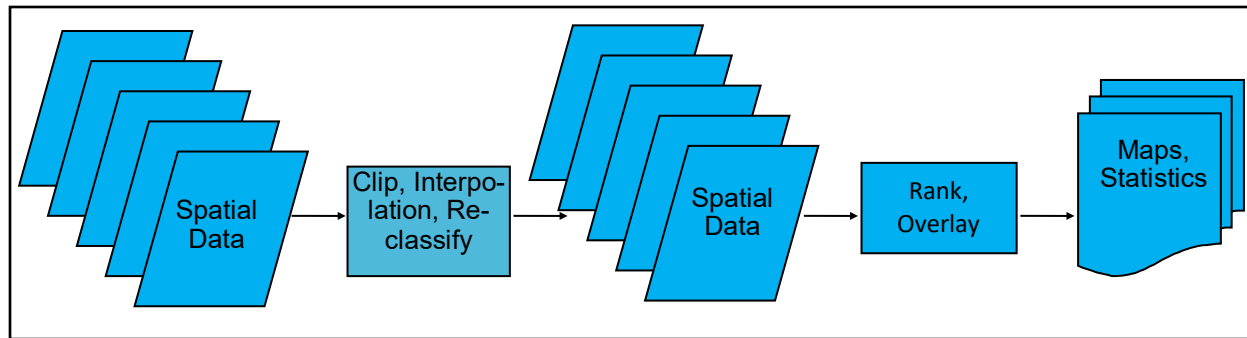 Spatial
Data
Clip, Interpo-
lation, Re-
classify
Spatial
Data
Rank,
Overlay
Maps,
Statistics